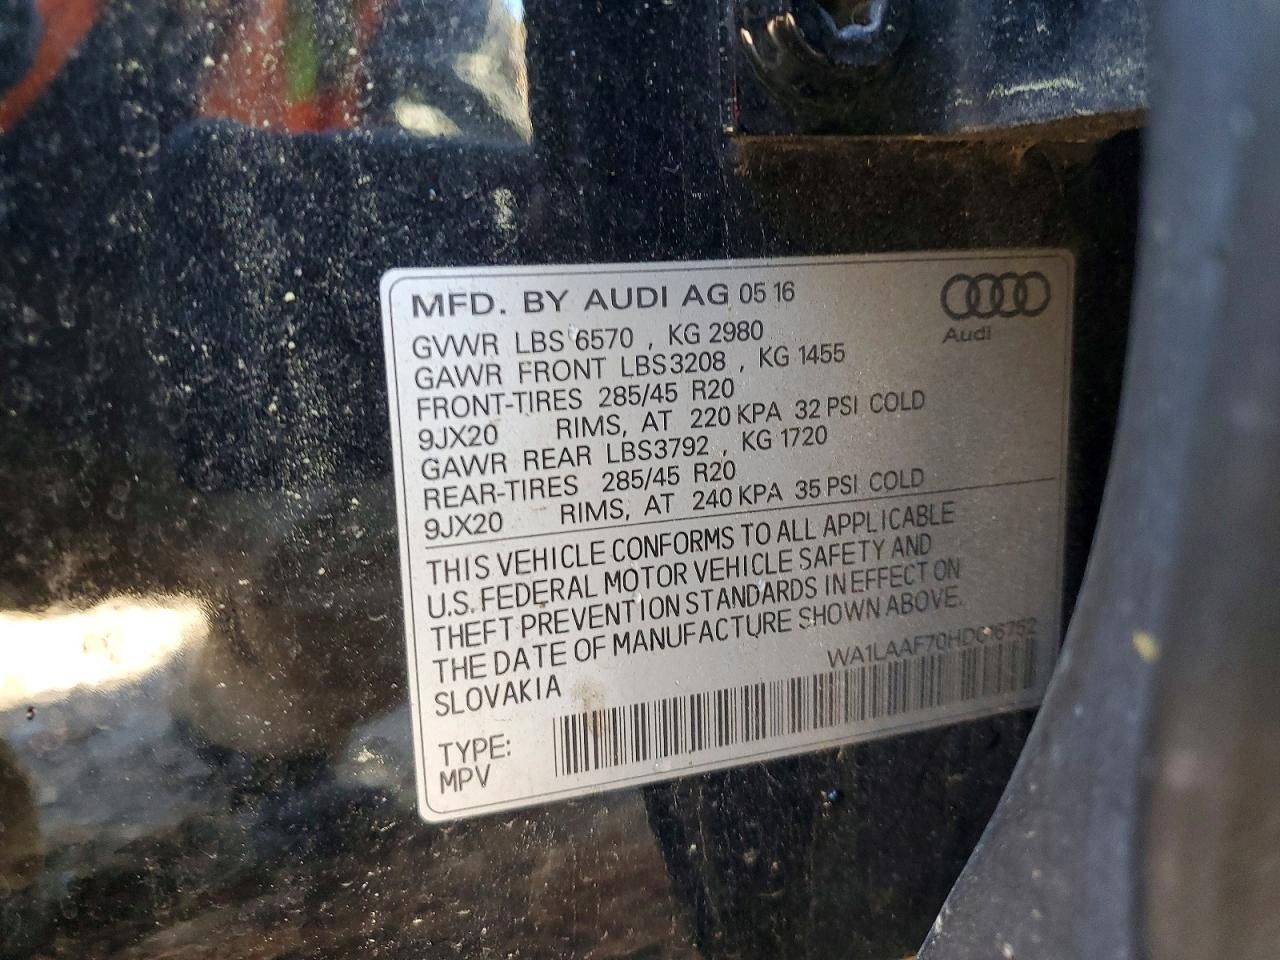 MFD. BY AUDI AG 05 16
Audi
GVWR LBS 6570 , KG 2980
GAWR FRONT LBS3208 , KG 1455
FRONT-TIRES 285/45 R20
9JX20 RIMS, AT 220 KPA 32 PSI COLD
GAWR REAR LBS3792 , KG 1720
REAR-TIRES 285/45 R20
9JX20 RIMS, AT 240 KPA 35 PSI COLD
THIS VEHICLE CONFORMS TO ALL APPLICABLE
U.S. FEDERAL MOTOR VEHICLE SAFETY AND
THEFT PREVENTION STANDARDS IN EFFECT ON
THE DATE OF MANUFACTURE SHOWN ABOVE.
SLOVAKIA
TYPE:
MPV